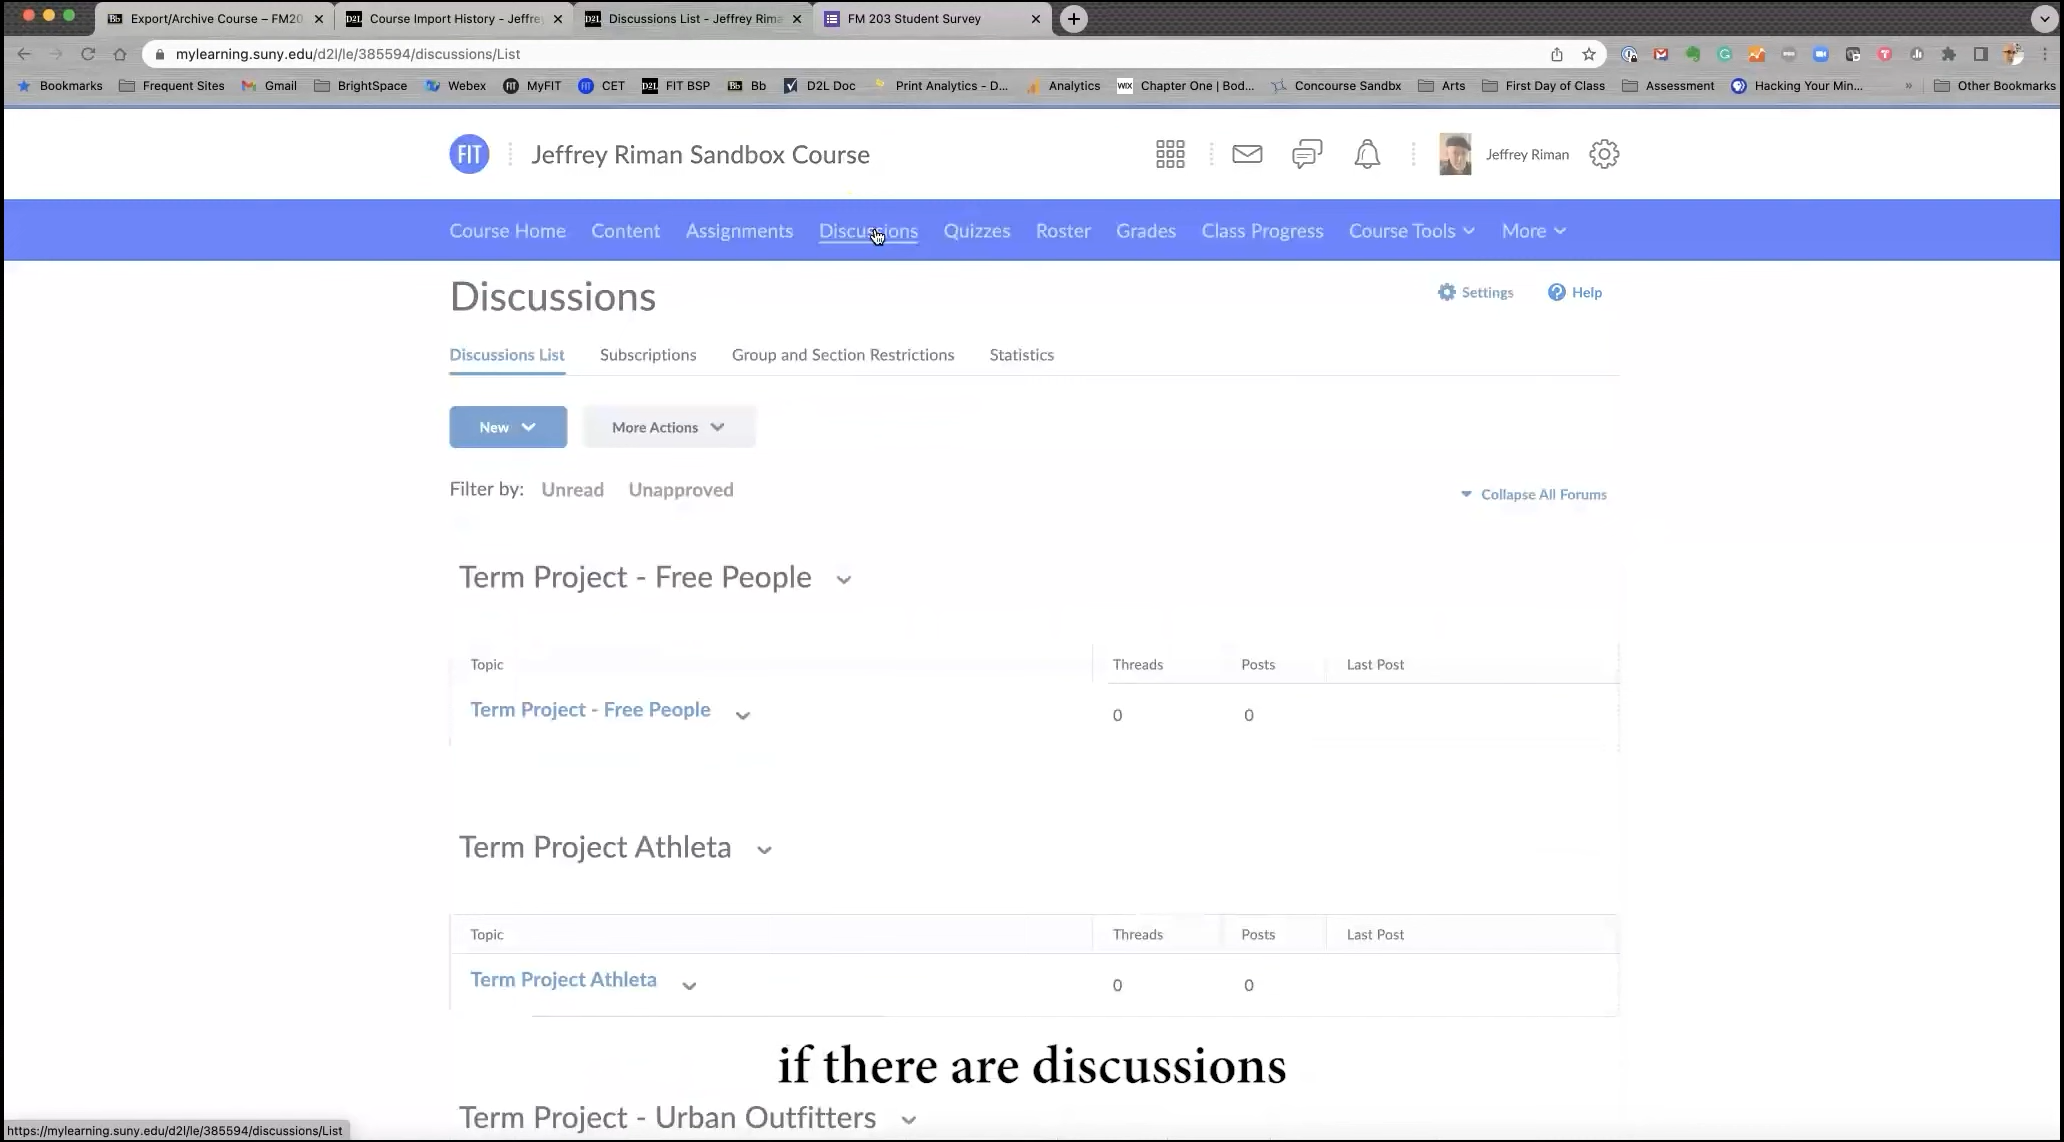 Export/Archive Course – FM20
Course Import History - Jeffrey
Discussions List - Jeffrey Rima
FM 203 Student Survey
mylearning.suny.edu/d2l/le/385594/discussions/List
Bookmarks Frequent Sites Gmail BrightSpace Webex MyFIT CET FIT BSP Bb D2L Doc Print Analytics - D... Analytics Chapter One | Bod... Concourse Sandbx Arts First Day of Class Assessment Hacking Your Min... » Other Bookmarks
FIT Jeffrey Riman Sandbox Course Jeffrey Riman
Course Home Content Assignments Discussions Quizzes Roster Grades Class Progress Course Tools More
Discussions
Settings Help
Discussions List Subscriptions Group and Section Restrictions Statistics
New More Actions
Filter by: Unread Unapproved
Collapse All Forums
Term Project - Free People
Topic Threads Posts Last Post
Term Project - Free People 0 0
Term Project Athleta
Topic Threads Posts Last Post
Term Project Athleta 0 0
if there are discussions
Term Project - Urban Outfitters
https://mylearning.suny.edu/d2l/le/385594/discussions/List